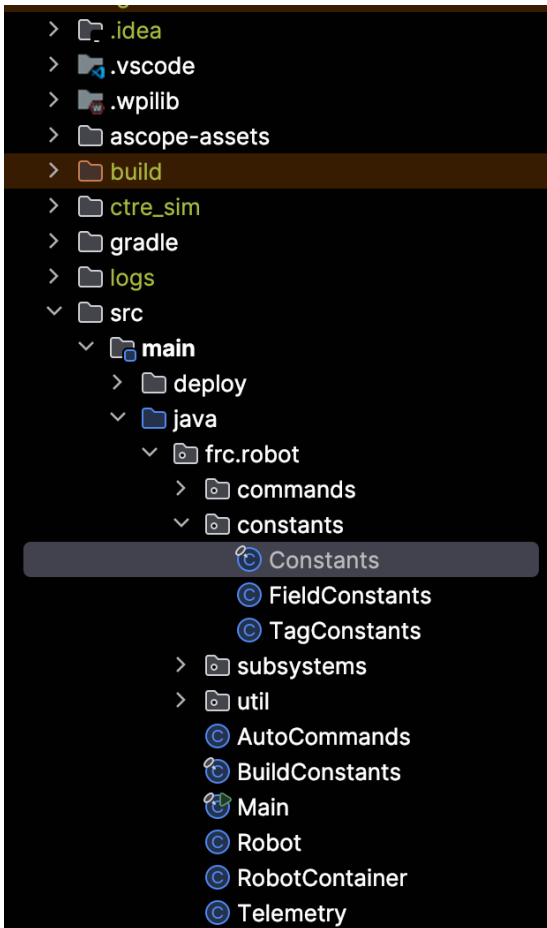 .idea
.vscode
.wpilib
ascope-assets
build
ctre_sim
gradle
logs
src
main
deploy
java
frc.robot
commands
constants
Constants
FieldConstants
TagConstants
subsystems
util
AutoCommands
BuildConstants
Main
Robot
RobotContainer
Telemetry